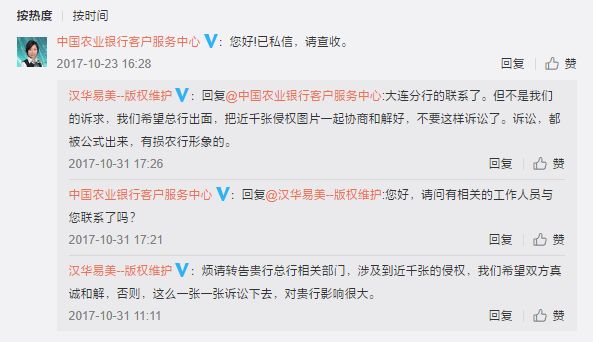 按热度 | 按时间
中国农业银行客户服务中心 V：您好!已私信，请查收。
2017-10-23 16:28 回复 | 赞
汉华易美--版权维护 V：回复@中国农业银行客户服务中心:大连分行的联系了。但不是我们
的诉求，我们希望总行出面，把近千张侵权图片一起协商和解好，不要这样诉讼了。诉讼，都
被公式出来，有损农行形象的。
2017-10-31 17:26 回复 | 赞
中国农业银行客户服务中心 V：回复@汉华易美--版权维护:您好，请问有相关的工作人员与
您联系了吗？
2017-10-31 17:21 回复 | 赞
汉华易美--版权维护 V：烦请转告贵行总行相关部门，涉及到近千张的侵权，我们希望双方真
诚和解，否则，这么一张一张诉讼下去，对贵行影响很大。
2017-10-31 11:11 回复 | 赞